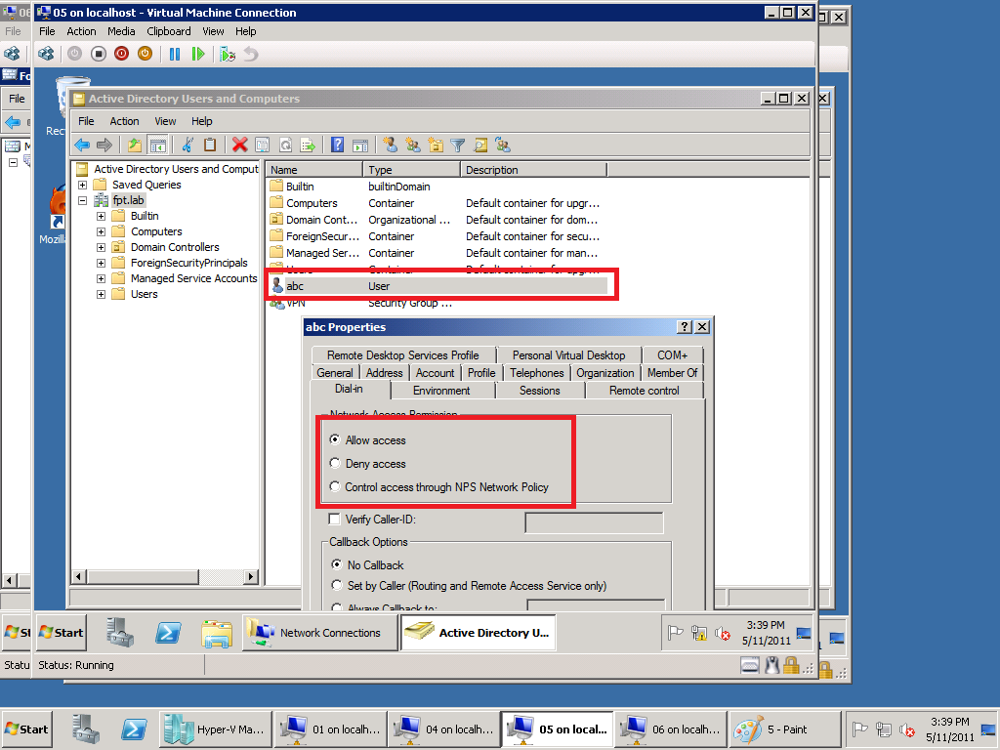 05 on localhost - Virtual Machine Connection
File Action Media Clipboard View Help
File
Fo
File
Active Directory Users and Computers
File Action View Help
Active Directory Users and Comput
Saved Queries
fpt.lab
Builtin
Computers
Domain Controllers
ForeignSecurityPrincipals
Managed Service Accounts
Users
Name Type Description
Builtin builtinDomain
Computers Container Default container for upgr...
Domain Cont... Organizational ... Default container for dom...
ForeignSecur... Container Default container for secu...
Managed Ser... Container Default container for man...
Users Container Default container for upgr...
abc User
VPN Security Group ...
Recy
Mozilla
abc Properties
Remote Desktop Services Profile Personal Virtual Desktop COM+
General Address Account Profile Telephones Organization Member Of
Dial-in Environment Sessions Remote control
Network Access Permission
Allow access
Deny access
Control access through NPS Network Policy
Verify Caller-ID:
Callback Options
No Callback
Set by Caller (Routing and Remote Access Service only)
Always Callback to:
St
Start
Network Connections
Active Directory U...
3:39 PM
5/11/2011
Statu
Status: Running
Start
Hyper-V Ma...
01 on localh...
04 on localh...
05 on local...
06 on localh...
5 - Paint
3:39 PM
5/11/2011